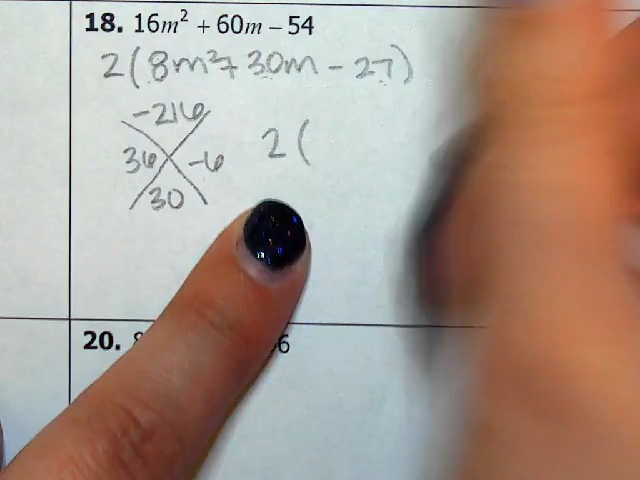 18. 16m² + 60m − 54
2(8m²+ 30m − 27)
-216
36 -6 2(
30
20. 6